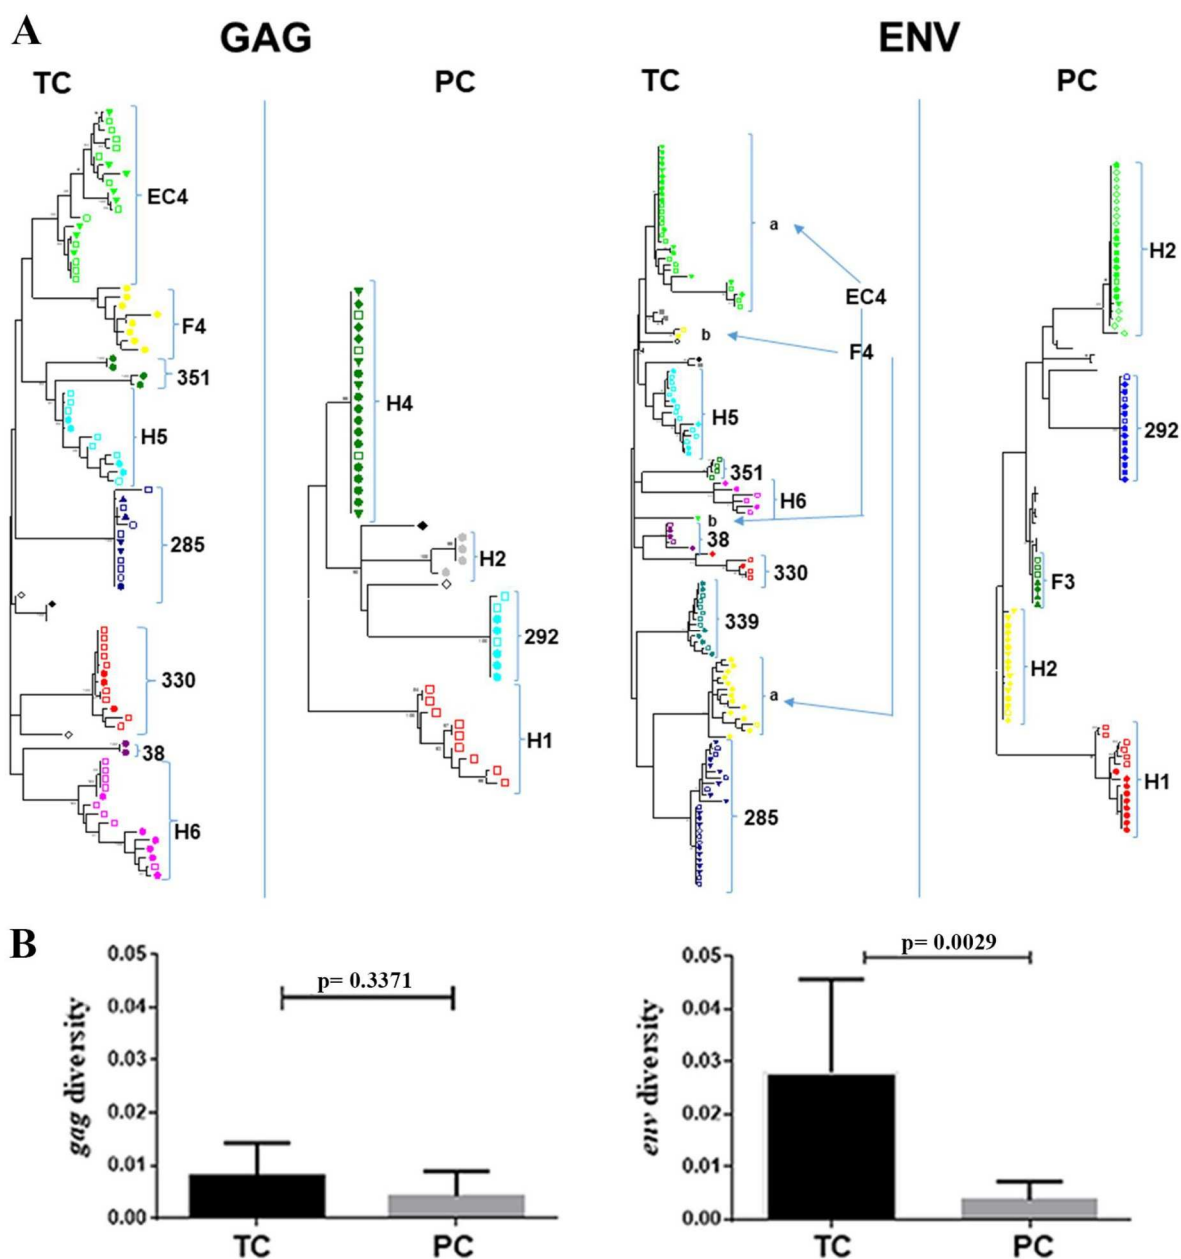 A
GAG
ENV
TC
PC
TC
PC
EC4
F4
351
H5
285
330
38
H6
H4
H2
292
H1
a
EC4
b
F4
H5
351
H6
b
38
330
339
a
285
H2
292
F3
H2
H1
B
0.05
0.04
0.03
0.02
0.01
0.00
gag diversity
p= 0.3371
TC
PC
0.05
0.04
0.03
0.02
0.01
0.00
env diversity
p= 0.0029
TC
PC